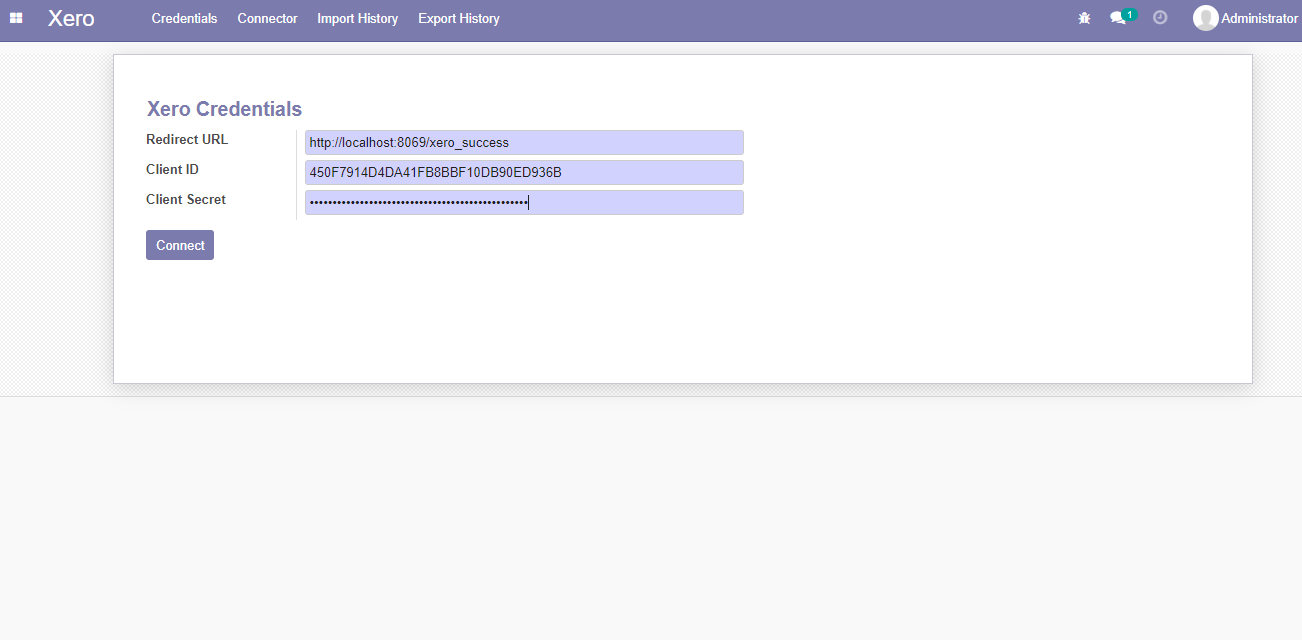 Xero Credentials Connector Import History Export History 1 Administrator
Xero Credentials
Redirect URL http://localhost:8069/xero_success
Client ID 450F7914D4DA41FB8BBF10DB90ED936B
Client Secret ••••••••••••••••••••••••••••••••••••••••••••••••
Connect